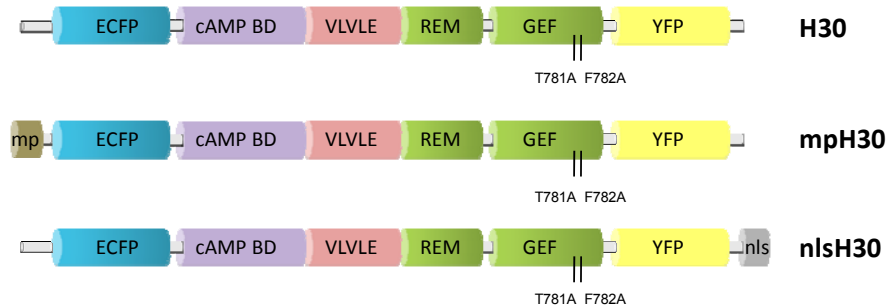 ECFP cAMP BD VLVLE REM GEF YFP H30
T781A F782A
mp ECFP cAMP BD VLVLE REM GEF YFP mpH30
T781A F782A
ECFP cAMP BD VLVLE REM GEF YFP nls nlsH30
T781A F782A